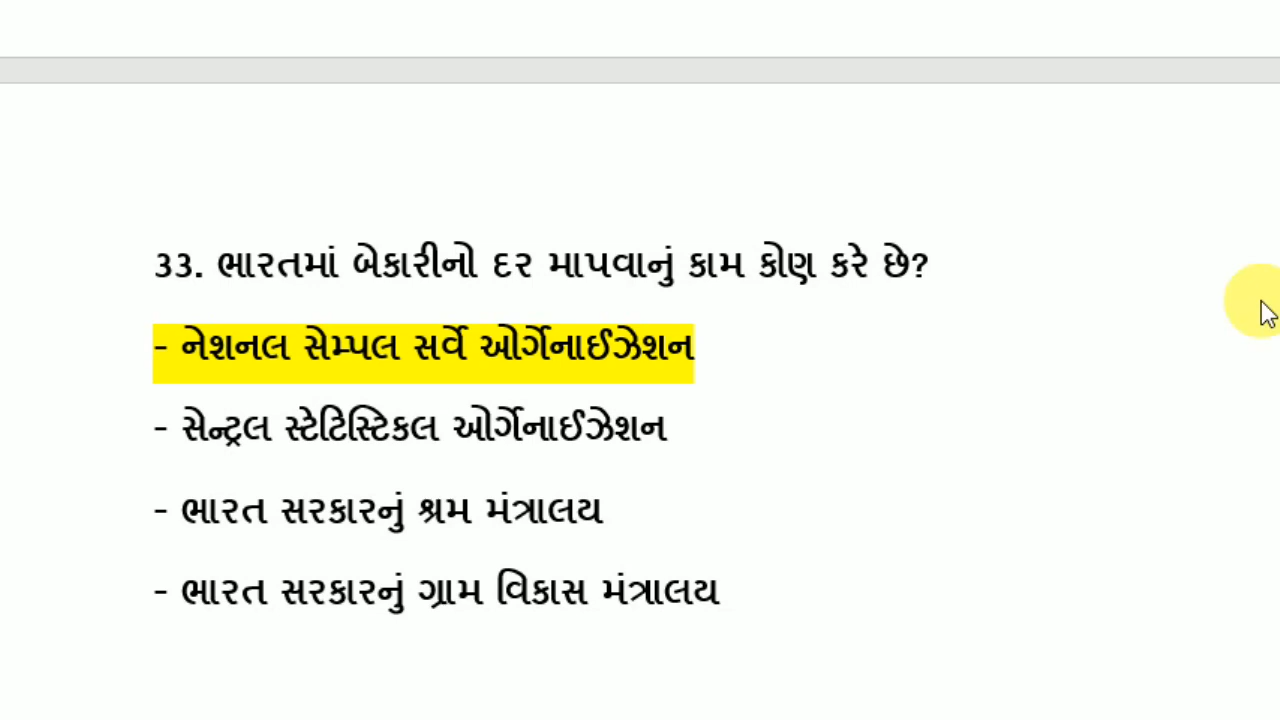 33. ભારતમાં બેકારીનો દર માપવાનું કામ કોણ કરે છે?
- નેશનલ સેમ્પલ સર્વે ઓર્ગેનાઈઝેશન
- સેન્ટ્રલ સ્ટેટિસ્ટિકલ ઓર્ગેનાઈઝેશન
- ભારત સરકારનું શ્રમ મંત્રાલય
- ભારત સરકારનું ગ્રામ વિકાસ મંત્રાલય